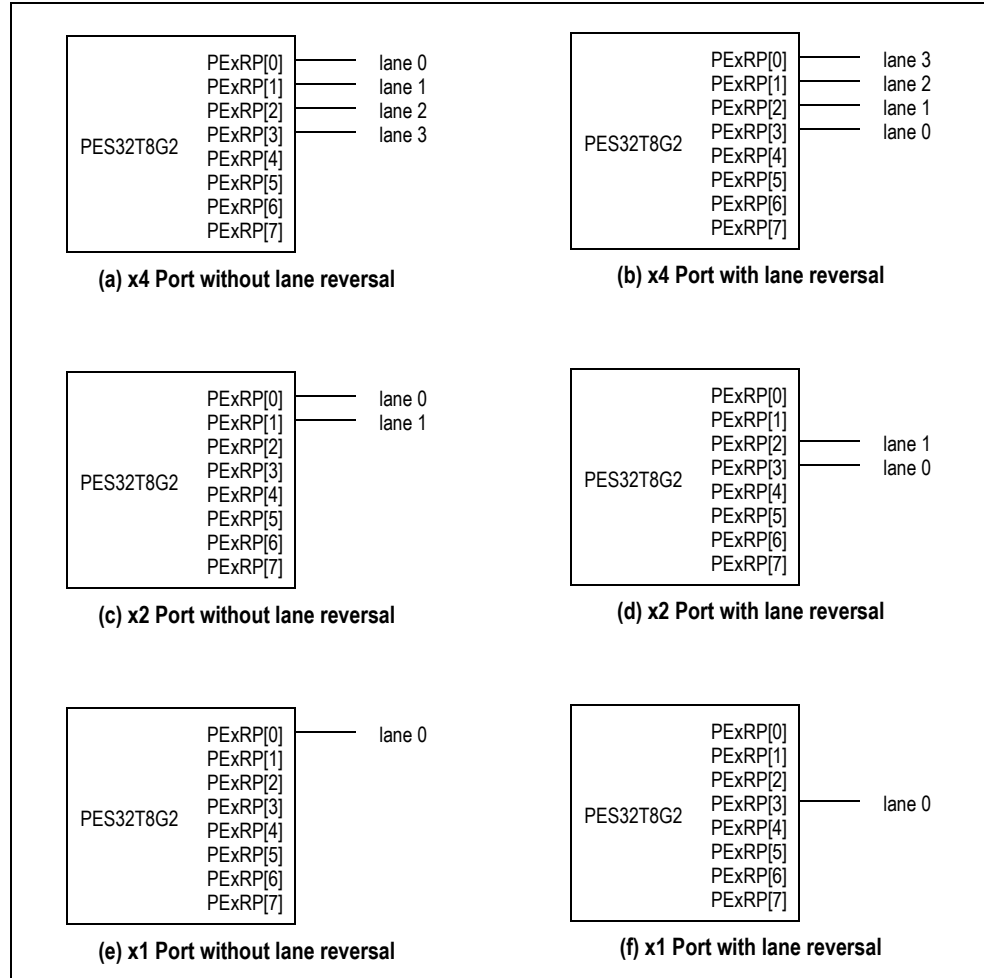 PExRP[0] lane 0
PExRP[1] lane 1
PExRP[2] lane 2
PExRP[3] lane 3
PES32T8G2
PExRP[4]
PExRP[5]
PExRP[6]
PExRP[7]
(a) x4 Port without lane reversal
PExRP[0] lane 3
PExRP[1] lane 2
PExRP[2] lane 1
PExRP[3] lane 0
PES32T8G2
PExRP[4]
PExRP[5]
PExRP[6]
PExRP[7]
(b) x4 Port with lane reversal
PExRP[0] lane 0
PExRP[1] lane 1
PExRP[2]
PExRP[3]
PES32T8G2
PExRP[4]
PExRP[5]
PExRP[6]
PExRP[7]
(c) x2 Port without lane reversal
PExRP[0]
PExRP[1]
PExRP[2] lane 1
PExRP[3] lane 0
PES32T8G2
PExRP[4]
PExRP[5]
PExRP[6]
PExRP[7]
(d) x2 Port with lane reversal
PExRP[0] lane 0
PExRP[1]
PExRP[2]
PExRP[3]
PES32T8G2
PExRP[4]
PExRP[5]
PExRP[6]
PExRP[7]
(e) x1 Port without lane reversal
PExRP[0]
PExRP[1]
PExRP[2]
PExRP[3] lane 0
PES32T8G2
PExRP[4]
PExRP[5]
PExRP[6]
PExRP[7]
(f) x1 Port with lane reversal